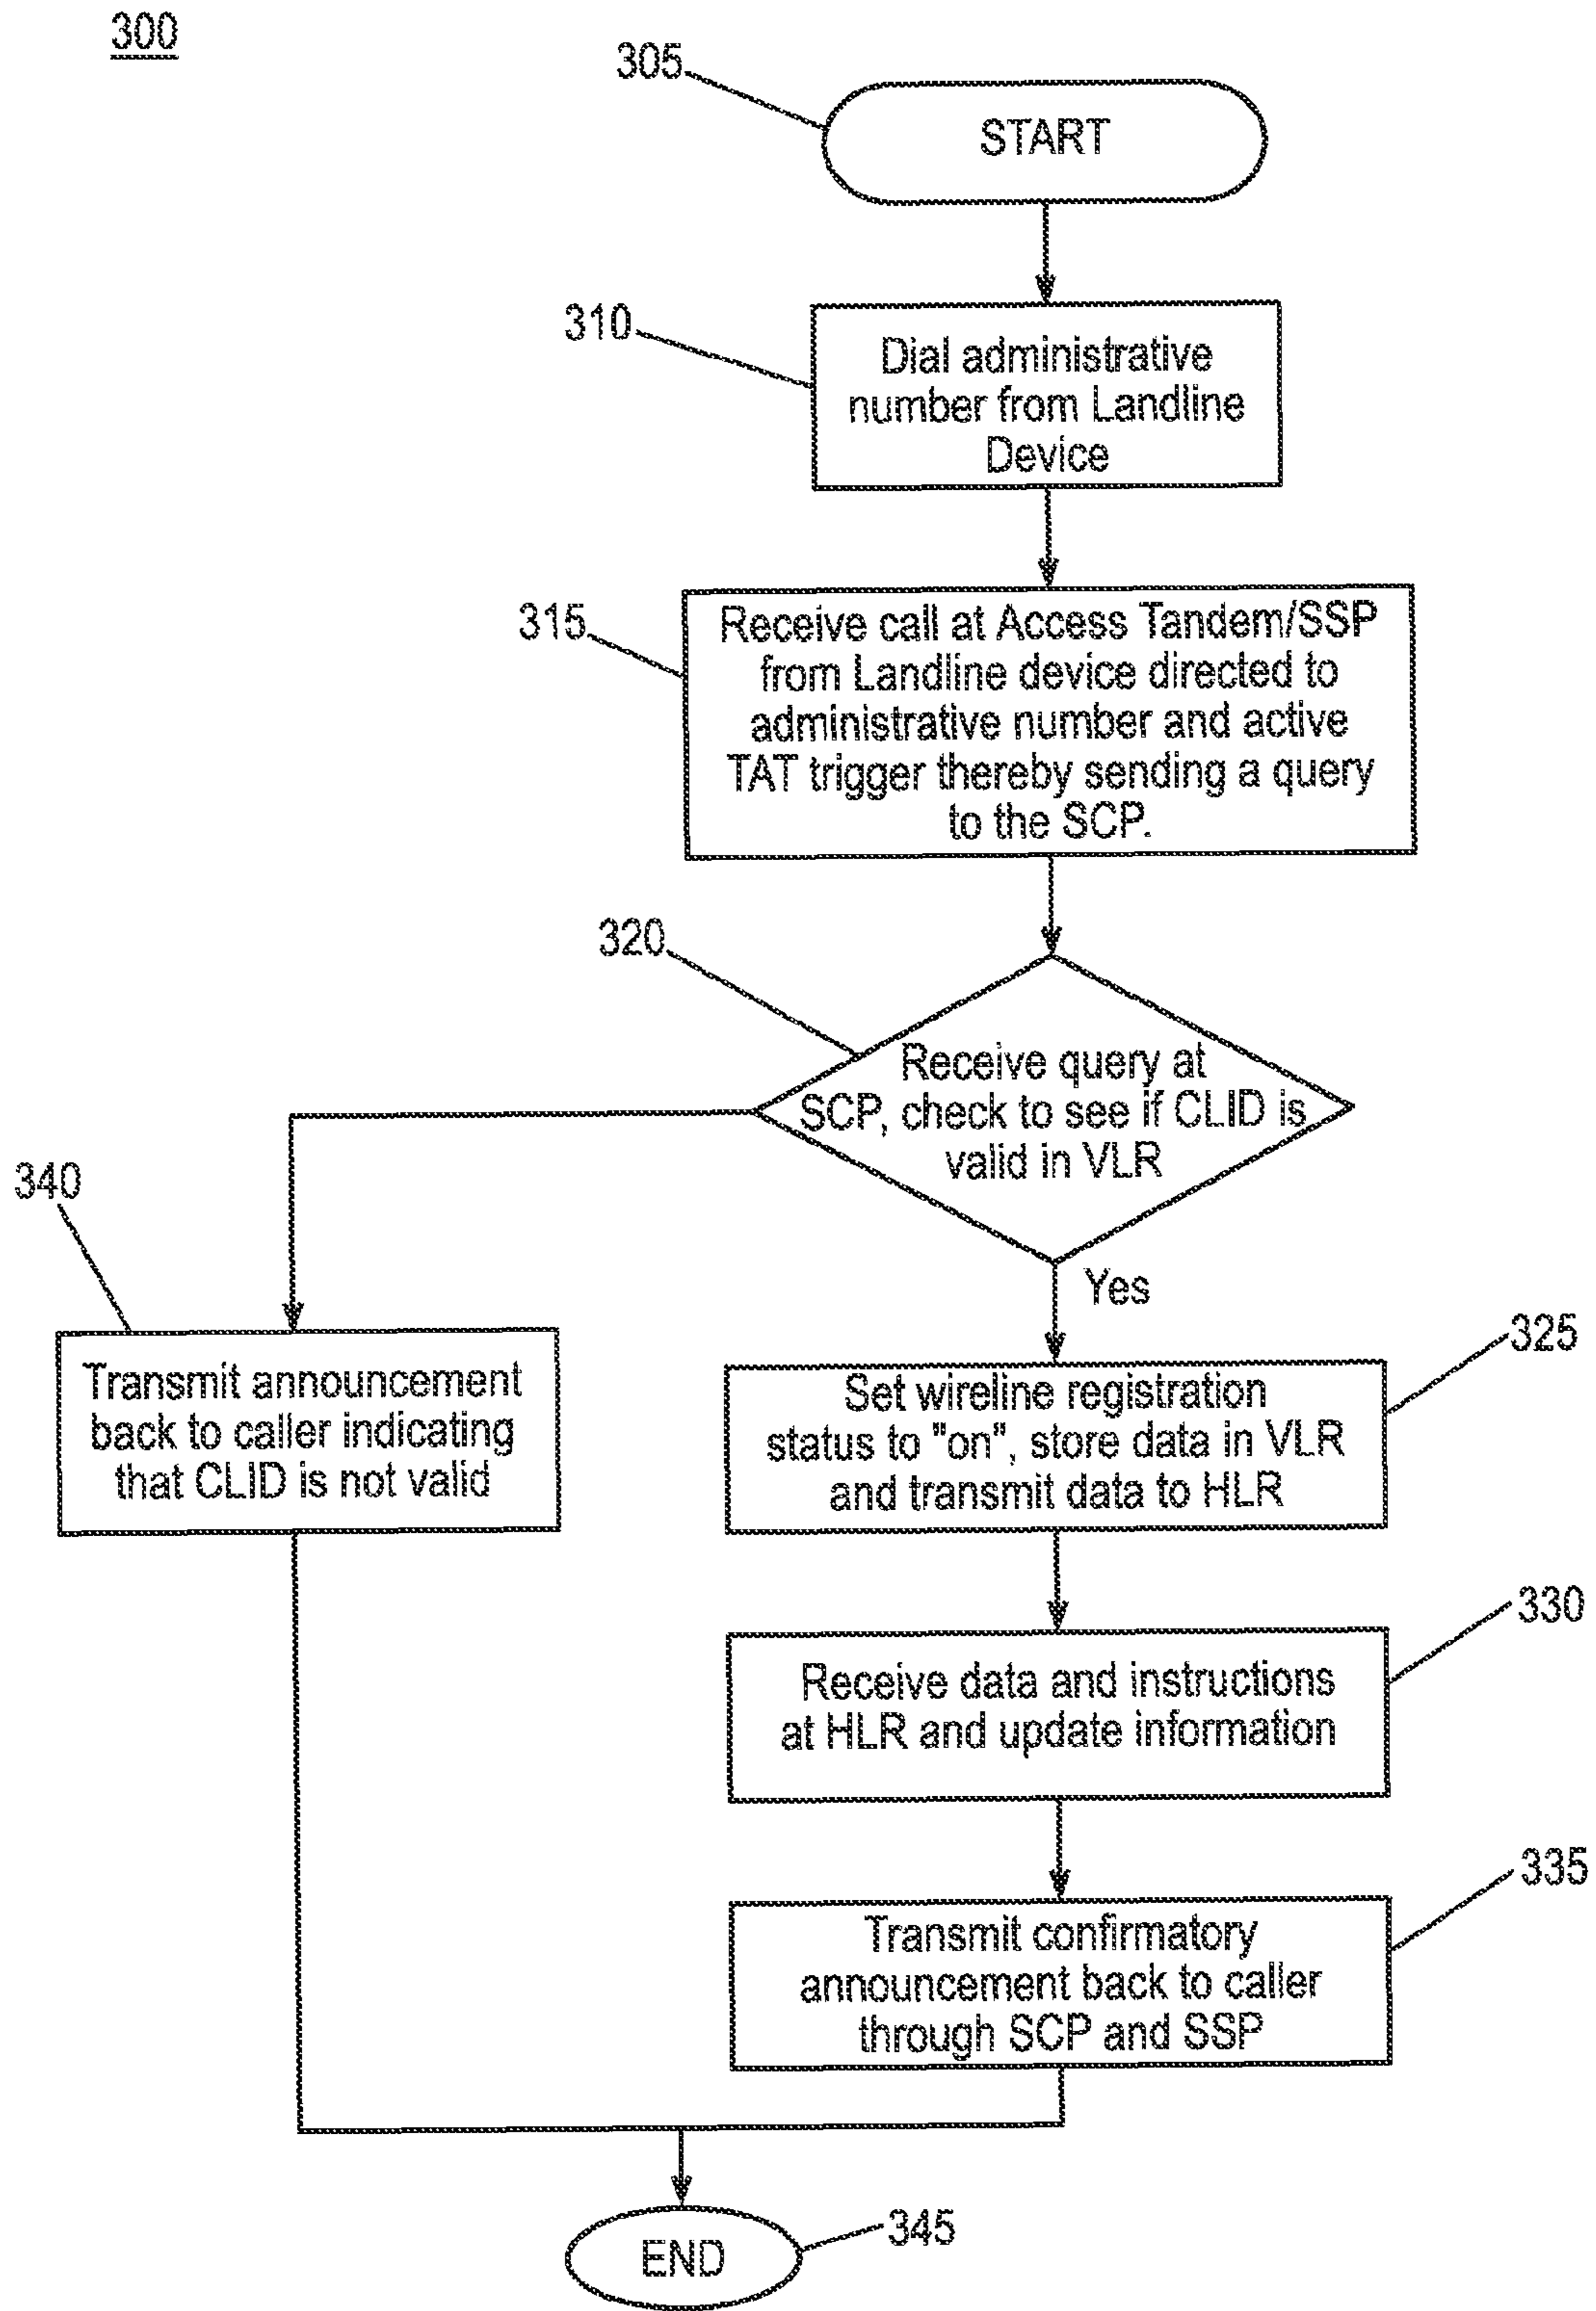 300
305
START
310
Dial administrative
number from Landline
Device
315
Receive call at Access Tandem/SSP
from Landline device directed to
administrative number and active
TAT trigger thereby sending a query
to the SCP.
320
Receive query at
SCP, check to see if CLID is
valid in VLR
340
Yes
Transmit announcement
back to caller indicating
that CLID is not valid
325
Set wireline registration
status to "on", store data in VLR
and transmit data to HLR
330
Receive data and instructions
at HLR and update information
335
Transmit confirmatory
announcement back to caller
through SCP and SSP
END
345